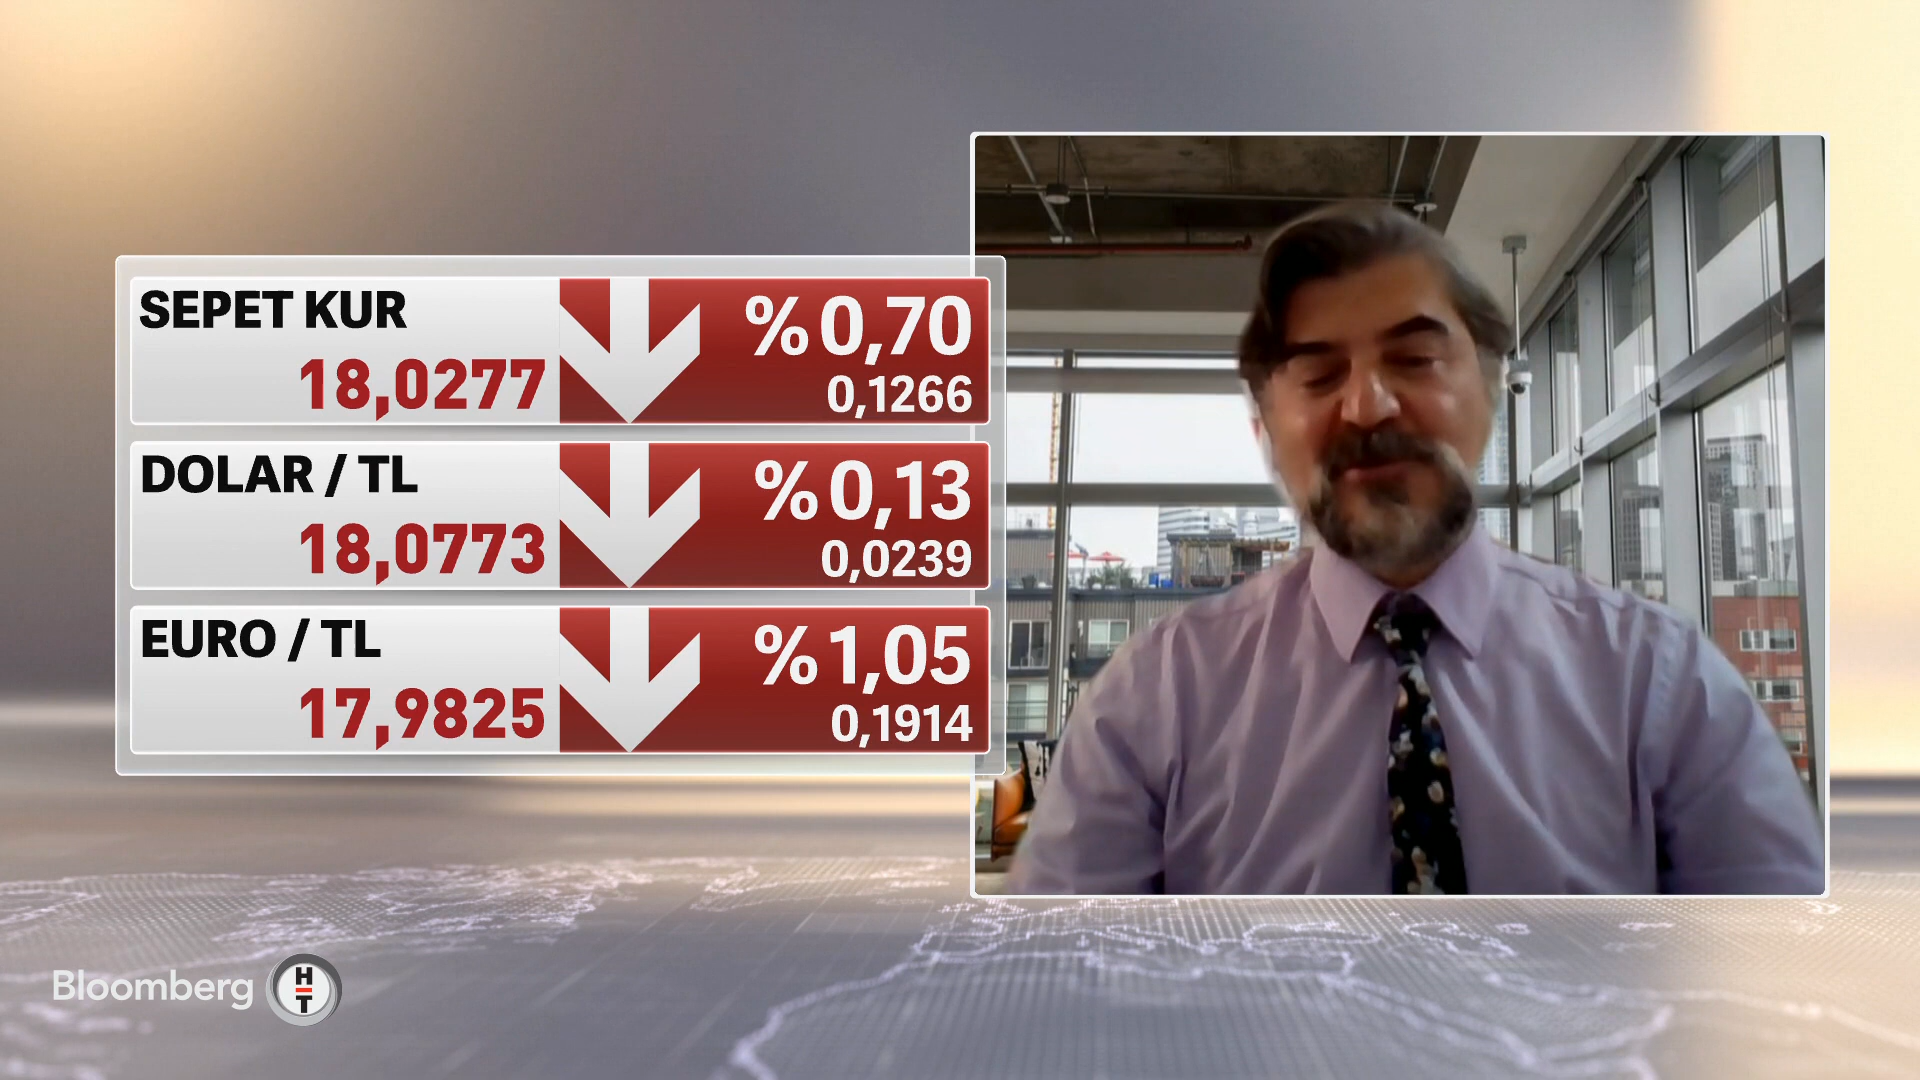 SEPET KUR
18,0277
%0,70
0,1266
DOLAR / TL
18,0773
%0,13
0,0239
EURO / TL
17,9825
%1,05
0,1914
Bloomberg HT